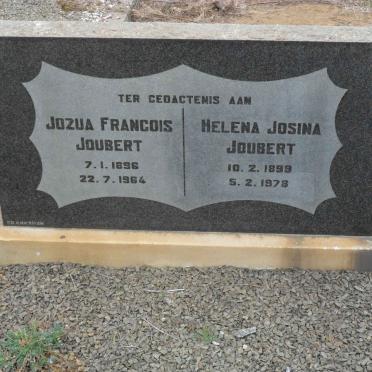 TER GEDACTENIS AAN
JOZUA FRANCOIS
JOUBERT
7.1.1896
22.7.1964
HELENA JOSINA
JOUBERT
10.2.1899
5.2.1978